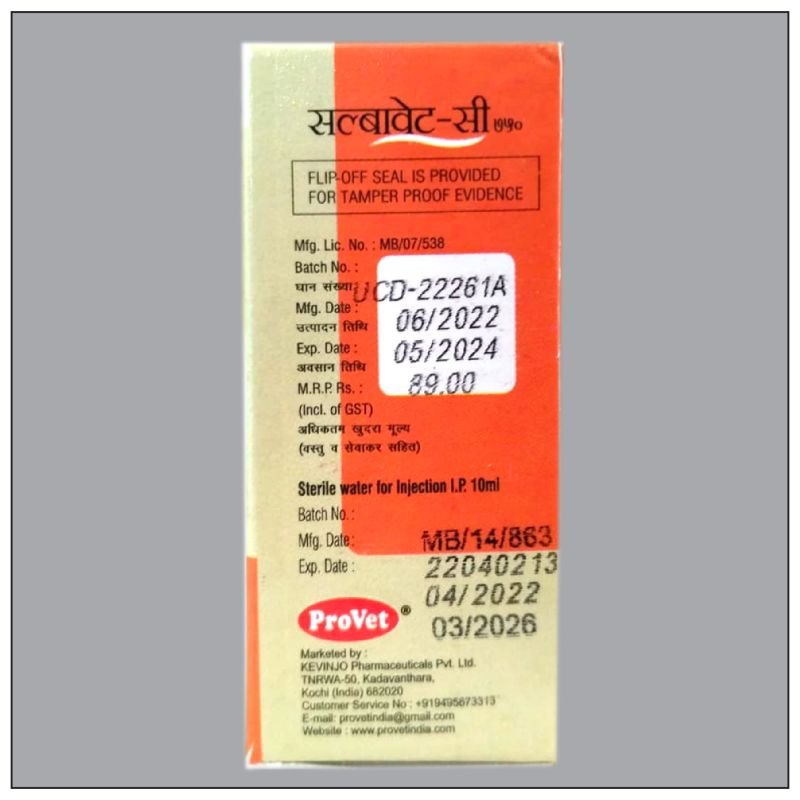 सल्बावेट-सी ७५०
FLIP-OFF SEAL IS PROVIDED
FOR TAMPER PROOF EVIDENCE
Mfg. Lic. No. : MB/07/538
Batch No. :
घान संख्या: UCD-22261A
Mfg. Date :
उत्पादन तिथि 06/2022
Exp. Date : 05/2024
अवसान तिथि
M.R.P. Rs. : 89.00
(Incl. of GST)
अधिकतम खुदरा मूल्य
(वस्तु व सेवाकर सहित)
Sterile water for Injection I.P. 10ml
Batch No. :
Mfg. Date: MB/14/863
Exp. Date : 22040213
04/2022
03/2026
ProVet ®
Marketed by :
KEVINJO Pharmaceuticals Pvt. Ltd.
TNRWA-50, Kadavanthara,
Kochi (India) 682020
Customer Service No : +919495873313
E-mail: provetindia@gmail.com
Website : www.provetindia.com